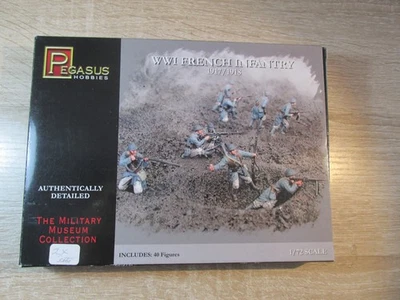 PEGASUS
HOBBIES
WWI FRENCH INFANTRY
1917/1918
AUTHENTICALLY
DETAILED
THE MILITARY
MUSEUM
COLLECTION
INCLUDES: 40 Figures
1/72 SCALE